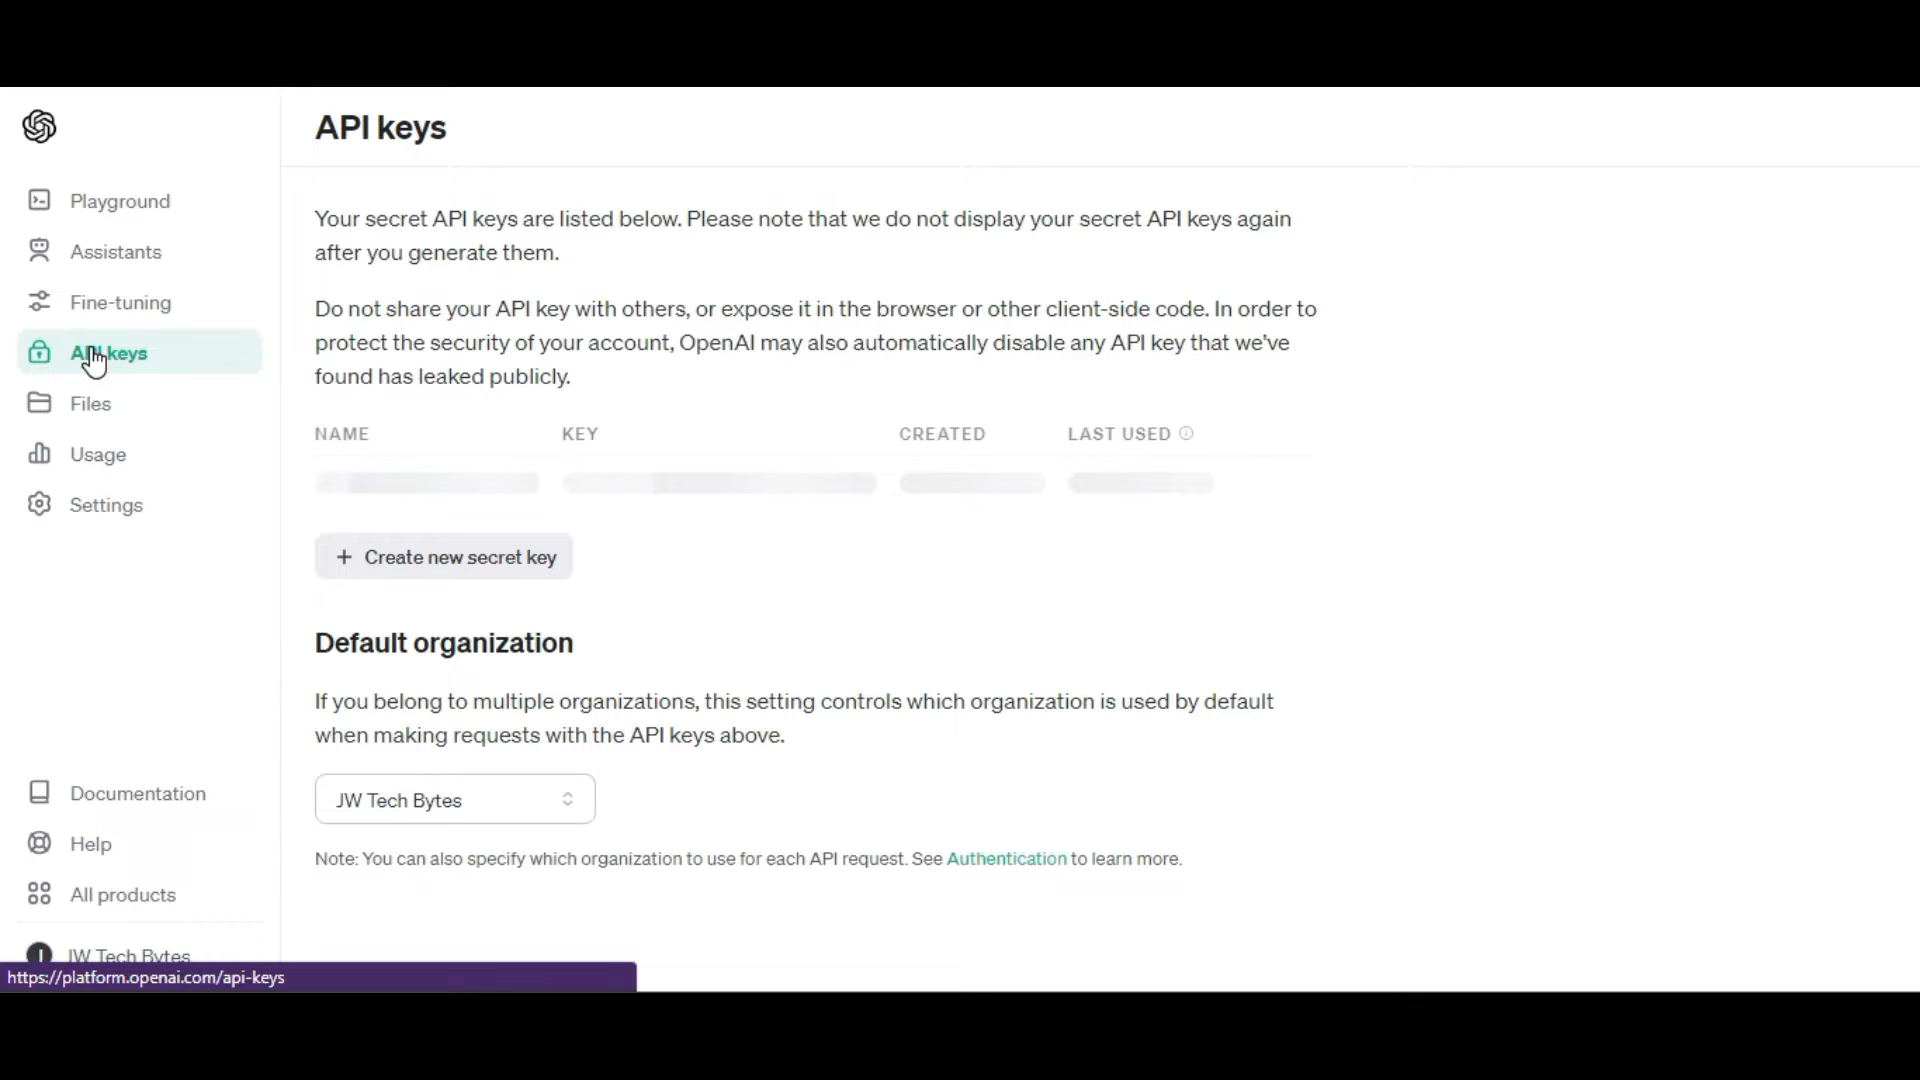 API keys
Playground
Assistants
Fine-tuning
API keys
Files
Usage
Settings
Your secret API keys are listed below. Please note that we do not display your secret API keys again
after you generate them.
Do not share your API key with others, or expose it in the browser or other client-side code. In order to
protect the security of your account, OpenAI may also automatically disable any API key that we've
found has leaked publicly.
NAME KEY CREATED LAST USED
+ Create new secret key
Default organization
If you belong to multiple organizations, this setting controls which organization is used by default
when making requests with the API keys above.
JW Tech Bytes
Note: You can also specify which organization to use for each API request. See Authentication to learn more.
Documentation
Help
All products
JW Tech Bytes
https://platform.openai.com/api-keys